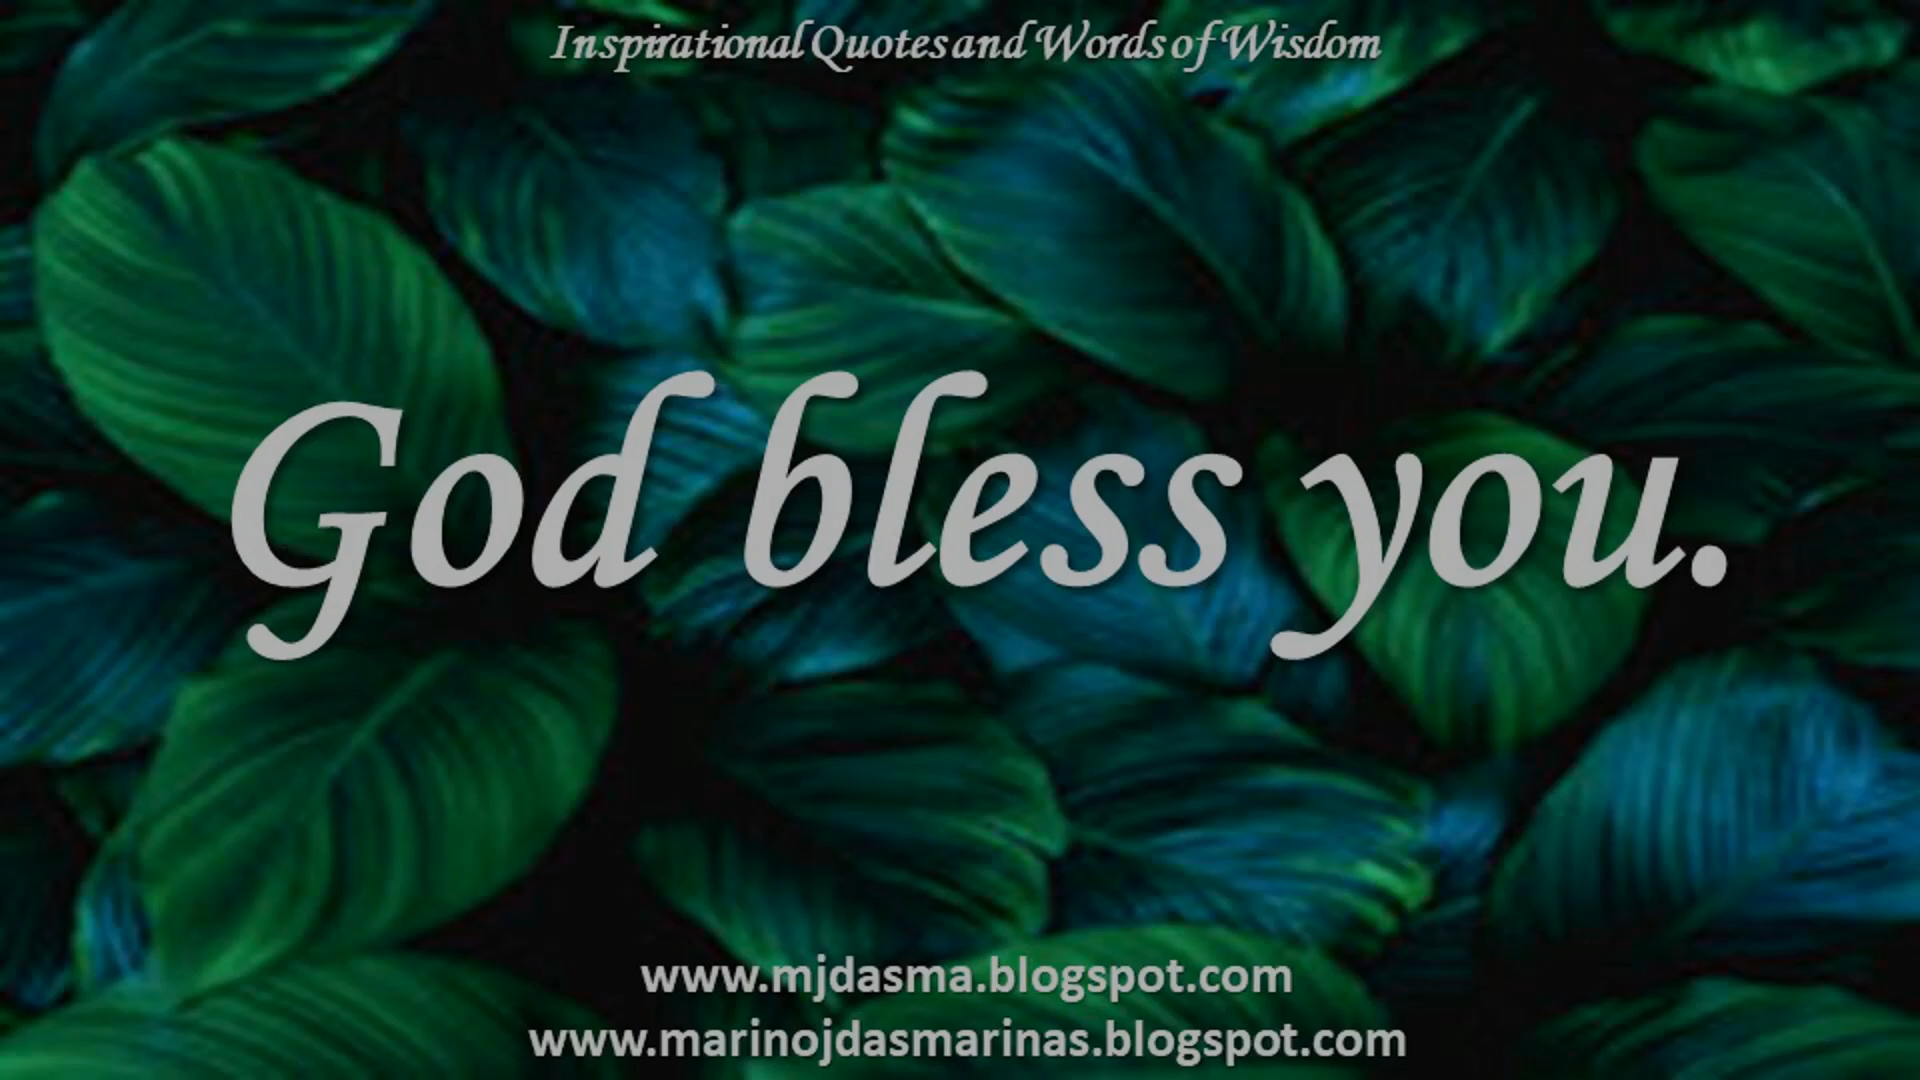 Inspirational Quotes and Words of Wisdom
God bless you.
www.mjdasma.blogspot.com
www.marinojdasmarinas.blogspot.com